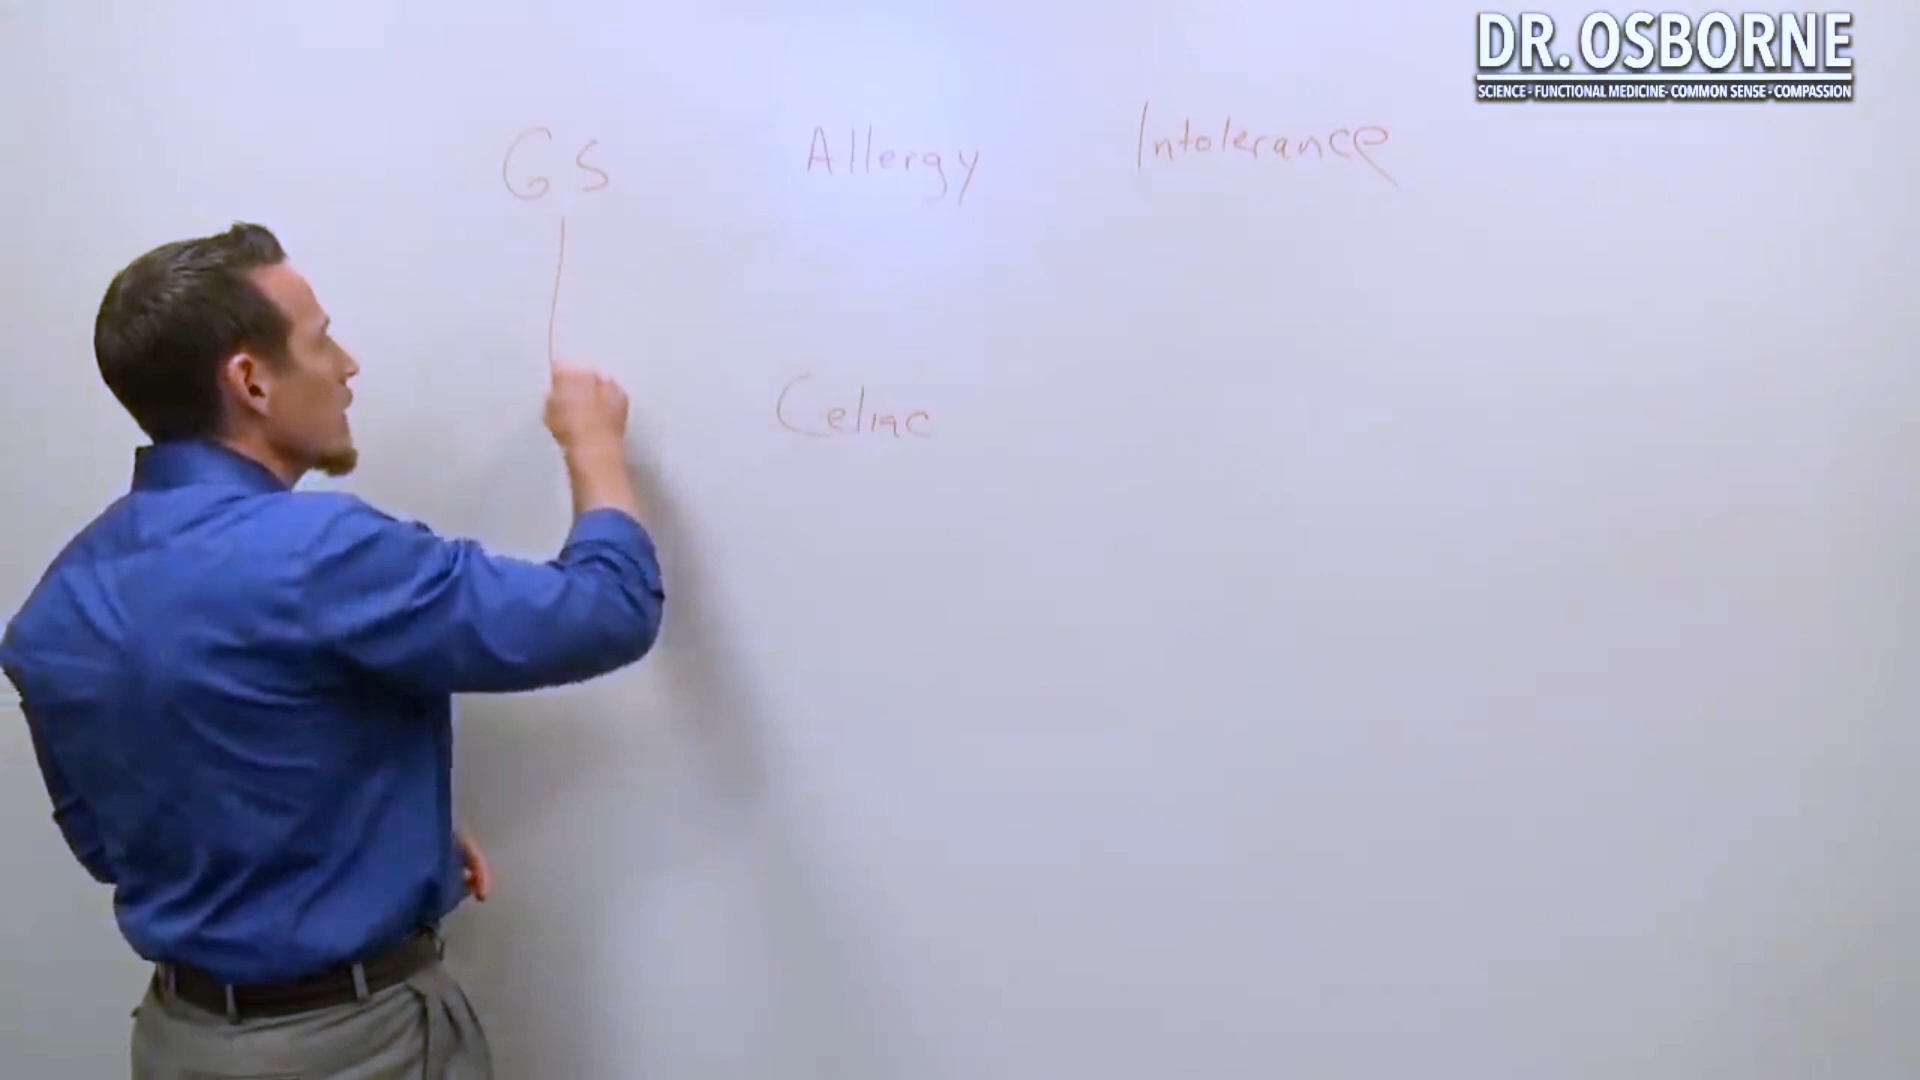 DR. OSBORNE
SCIENCE - FUNCTIONAL MEDICINE- COMMON SENSE - COMPASSION
GS Allergy Intolerance
Celiac